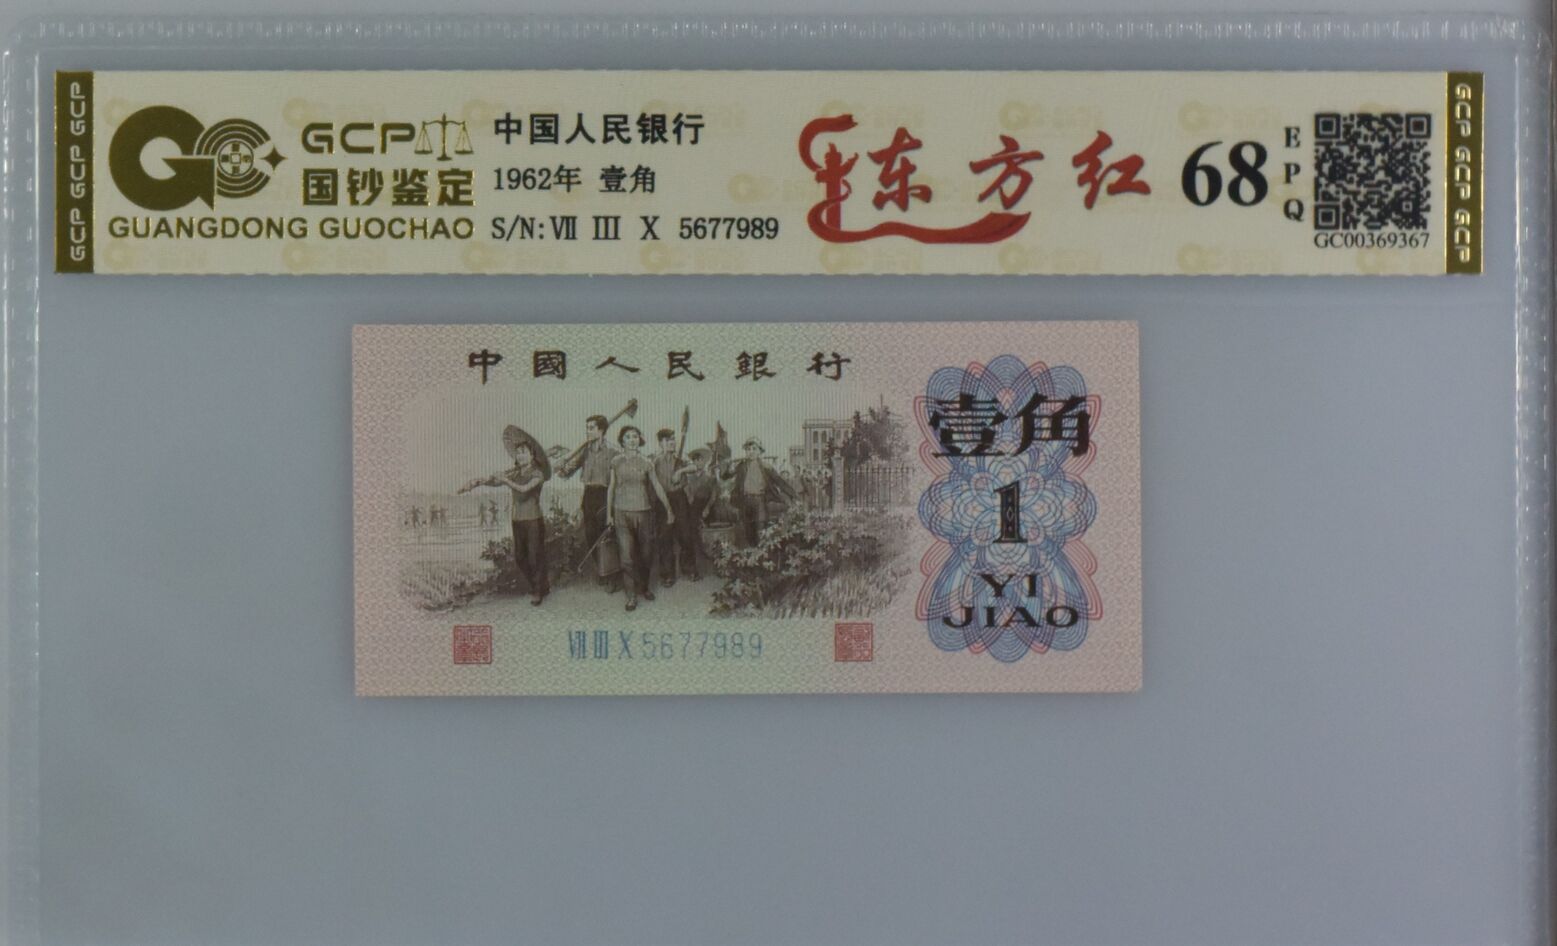 GCP GCP GCP
GCP
国钞鉴定
GUANGDONG GUOCHAO
中国人民银行
1962年 壹角
S/N: Ⅶ Ⅲ Ⅹ 5677989
东方红
68
EPQ
GC00369367
GCP GCP GCP
中國人民銀行
壹角
1
YI
JIAO
Ⅶ Ⅲ Ⅹ 5677989